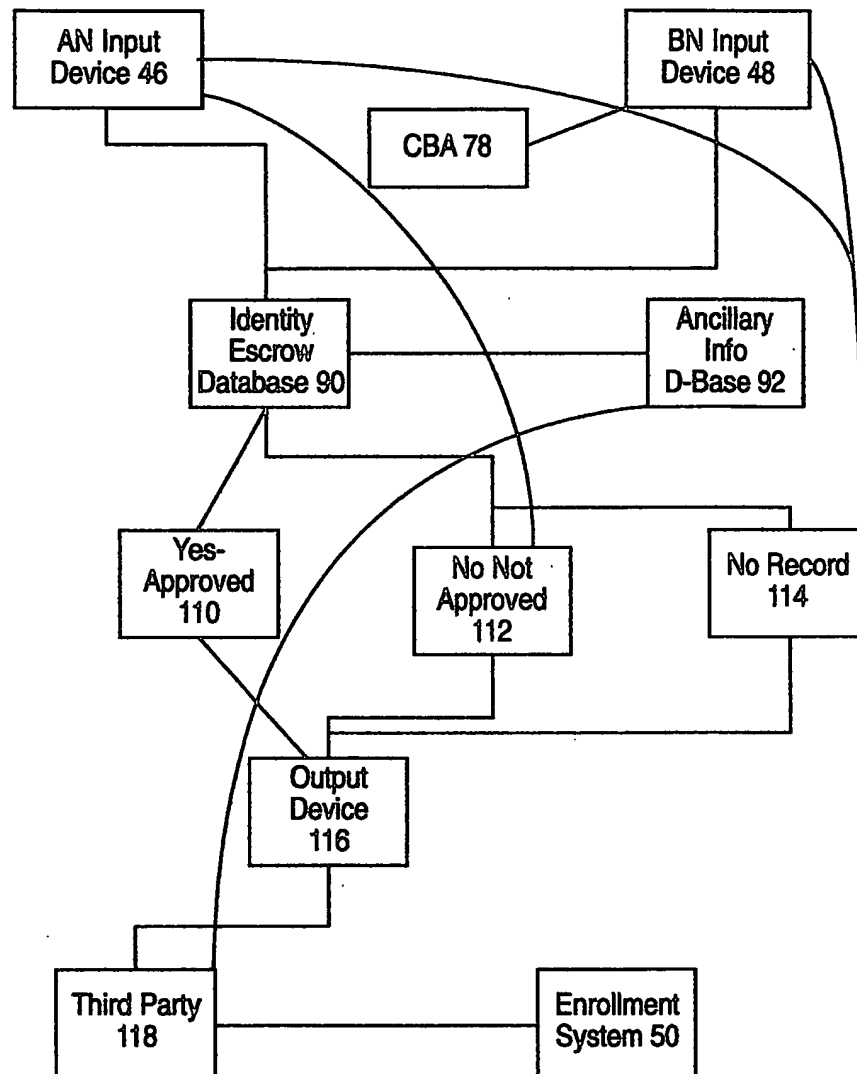 AN Input
Device 46
BN Input
Device 48
CBA 78
Identity
Escrow
Database 90
Ancillary
Info
D-Base 92
Yes-
Approved
110
No Not
Approved
112
No Record
114
Output
Device
116
Third Party
118
Enrollment
System 50